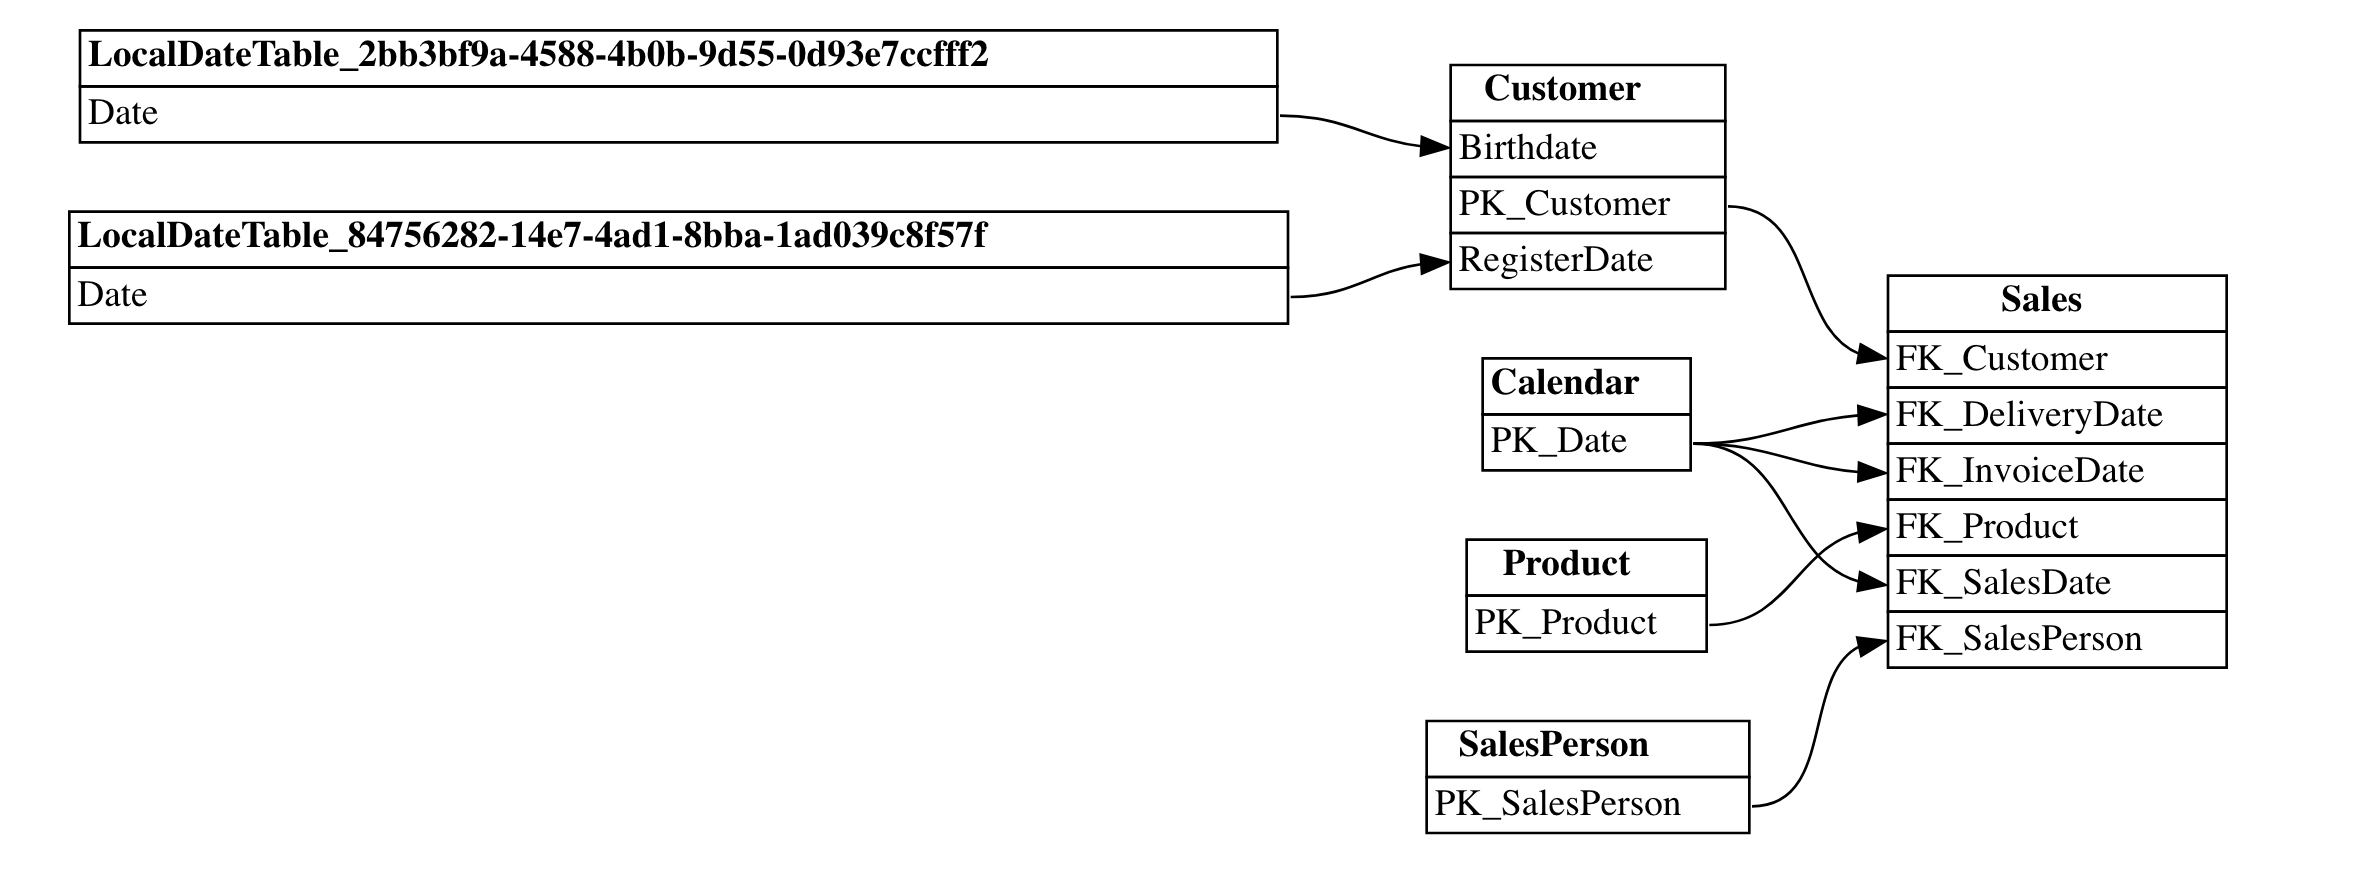 LocalDateTable_2bb3bf9a-4588-4b0b-9d55-0d93e7ccfff2
Date
LocalDateTable_84756282-14e7-4ad1-8bba-1ad039c8f57f
Date
Customer
Birthdate
PK_Customer
RegisterDate
Calendar
PK_Date
Product
PK_Product
SalesPerson
PK_SalesPerson
Sales
FK_Customer
FK_DeliveryDate
FK_InvoiceDate
FK_Product
FK_SalesDate
FK_SalesPerson